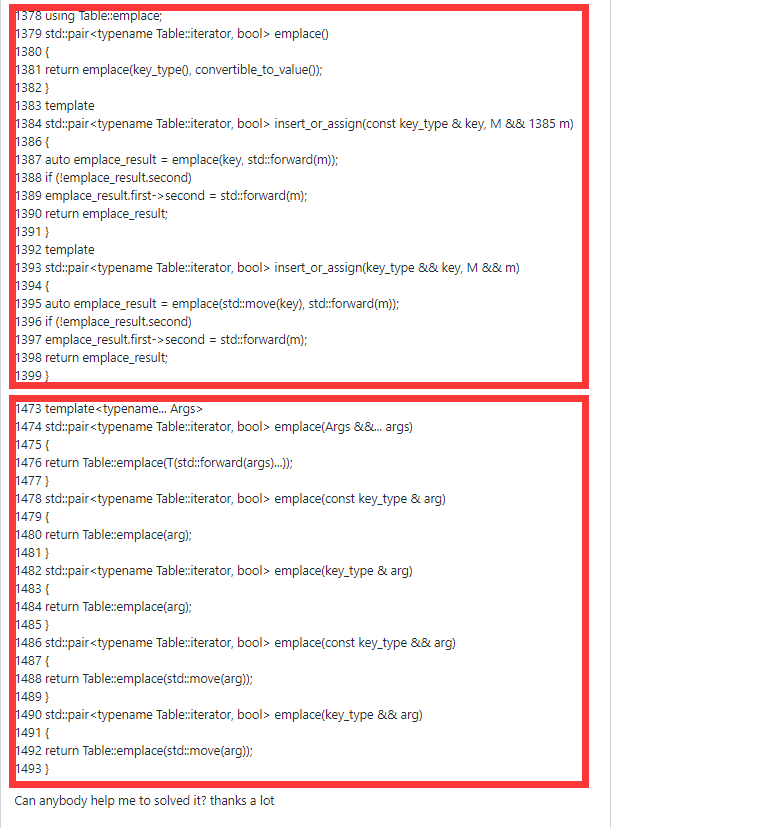 1378 using Table::emplace;
1379 std::pair<typename Table::iterator, bool> emplace()
1380 {
1381 return emplace(key_type(), convertible_to_value());
1382 }
1383 template
1384 std::pair<typename Table::iterator, bool> insert_or_assign(const key_type & key, M && 1385 m)
1386 {
1387 auto emplace_result = emplace(key, std::forward(m));
1388 if (!emplace_result.second)
1389 emplace_result.first->second = std::forward(m);
1390 return emplace_result;
1391 }
1392 template
1393 std::pair<typename Table::iterator, bool> insert_or_assign(key_type && key, M && m)
1394 {
1395 auto emplace_result = emplace(std::move(key), std::forward(m));
1396 if (!emplace_result.second)
1397 emplace_result.first->second = std::forward(m);
1398 return emplace_result;
1399 }
1473 template<typename... Args>
1474 std::pair<typename Table::iterator, bool> emplace(Args &&... args)
1475 {
1476 return Table::emplace(T(std::forward(args)...));
1477 }
1478 std::pair<typename Table::iterator, bool> emplace(const key_type & arg)
1479 {
1480 return Table::emplace(arg);
1481 }
1482 std::pair<typename Table::iterator, bool> emplace(key_type & arg)
1483 {
1484 return Table::emplace(arg);
1485 }
1486 std::pair<typename Table::iterator, bool> emplace(const key_type && arg)
1487 {
1488 return Table::emplace(std::move(arg));
1489 }
1490 std::pair<typename Table::iterator, bool> emplace(key_type && arg)
1491 {
1492 return Table::emplace(std::move(arg));
1493 }
Can anybody help me to solved it? thanks a lot